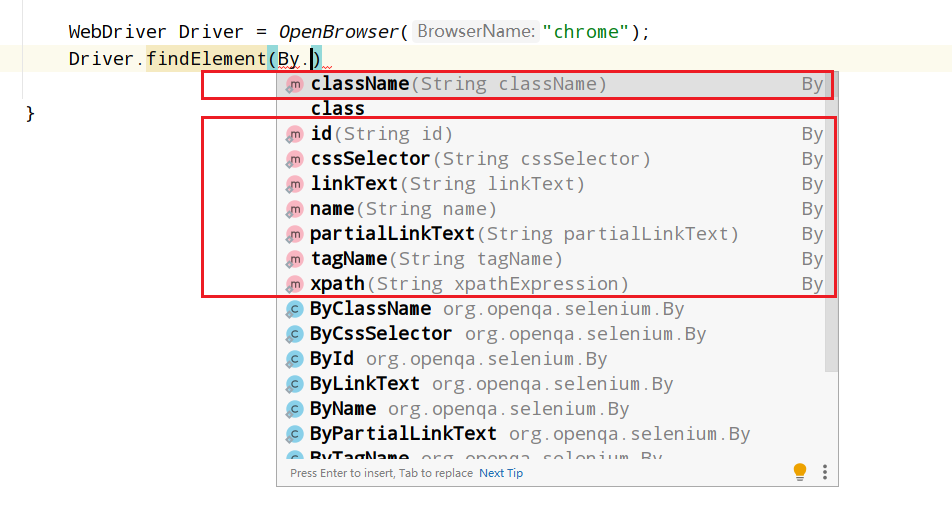 WebDriver Driver = OpenBrowser( BrowserName: "chrome");
Driver.findElement(By.)
m className(String className) By
class
}
m id(String id) By
m cssSelector(String cssSelector) By
m linkText(String linkText) By
m name(String name) By
m partialLinkText(String partialLinkText) By
m tagName(String tagName) By
m xpath(String xpathExpression) By
C ByClassName org.openqa.selenium.By
C ByCssSelector org.openqa.selenium.By
C ById org.openqa.selenium.By
C ByLinkText org.openqa.selenium.By
C ByName org.openqa.selenium.By
C ByPartialLinkText org.openqa.selenium.By
C ByTagName org.openqa.selenium.By
Press Enter to insert, Tab to replace Next Tip